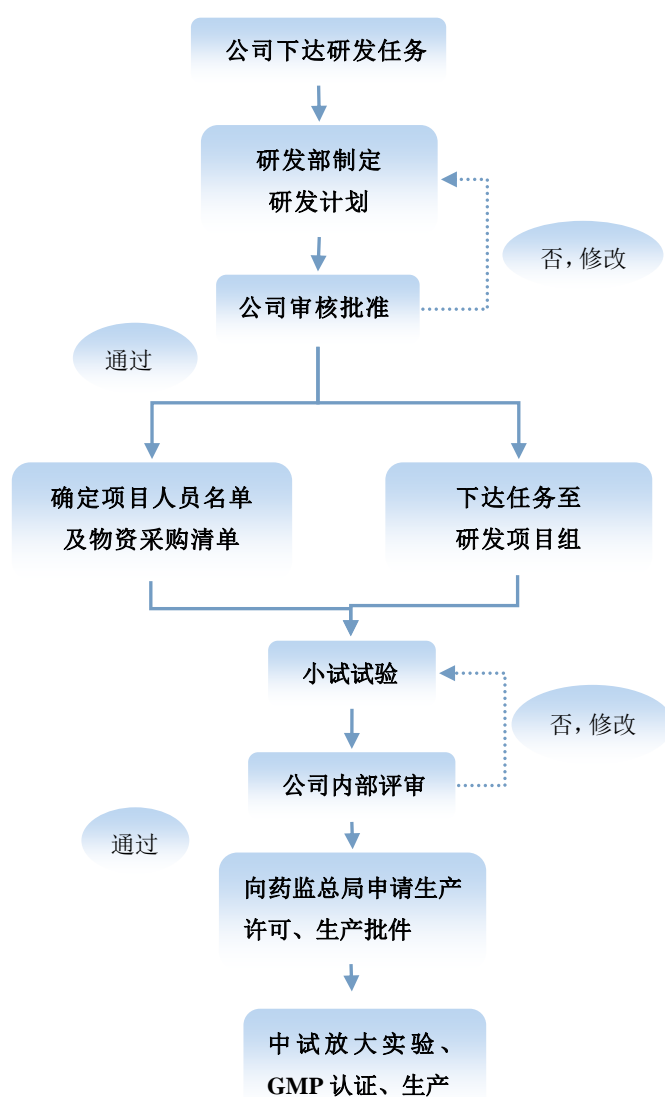 公司下达研发任务
研发部制定
研发计划
否，修改
公司审核批准
通过
确定项目人员名单
及物资采购清单
下达任务至
研发项目组
小试试验
否，修改
公司内部评审
通过
向药监总局申请生产
许可、生产批件
中试放大实验、
GMP 认证、生产